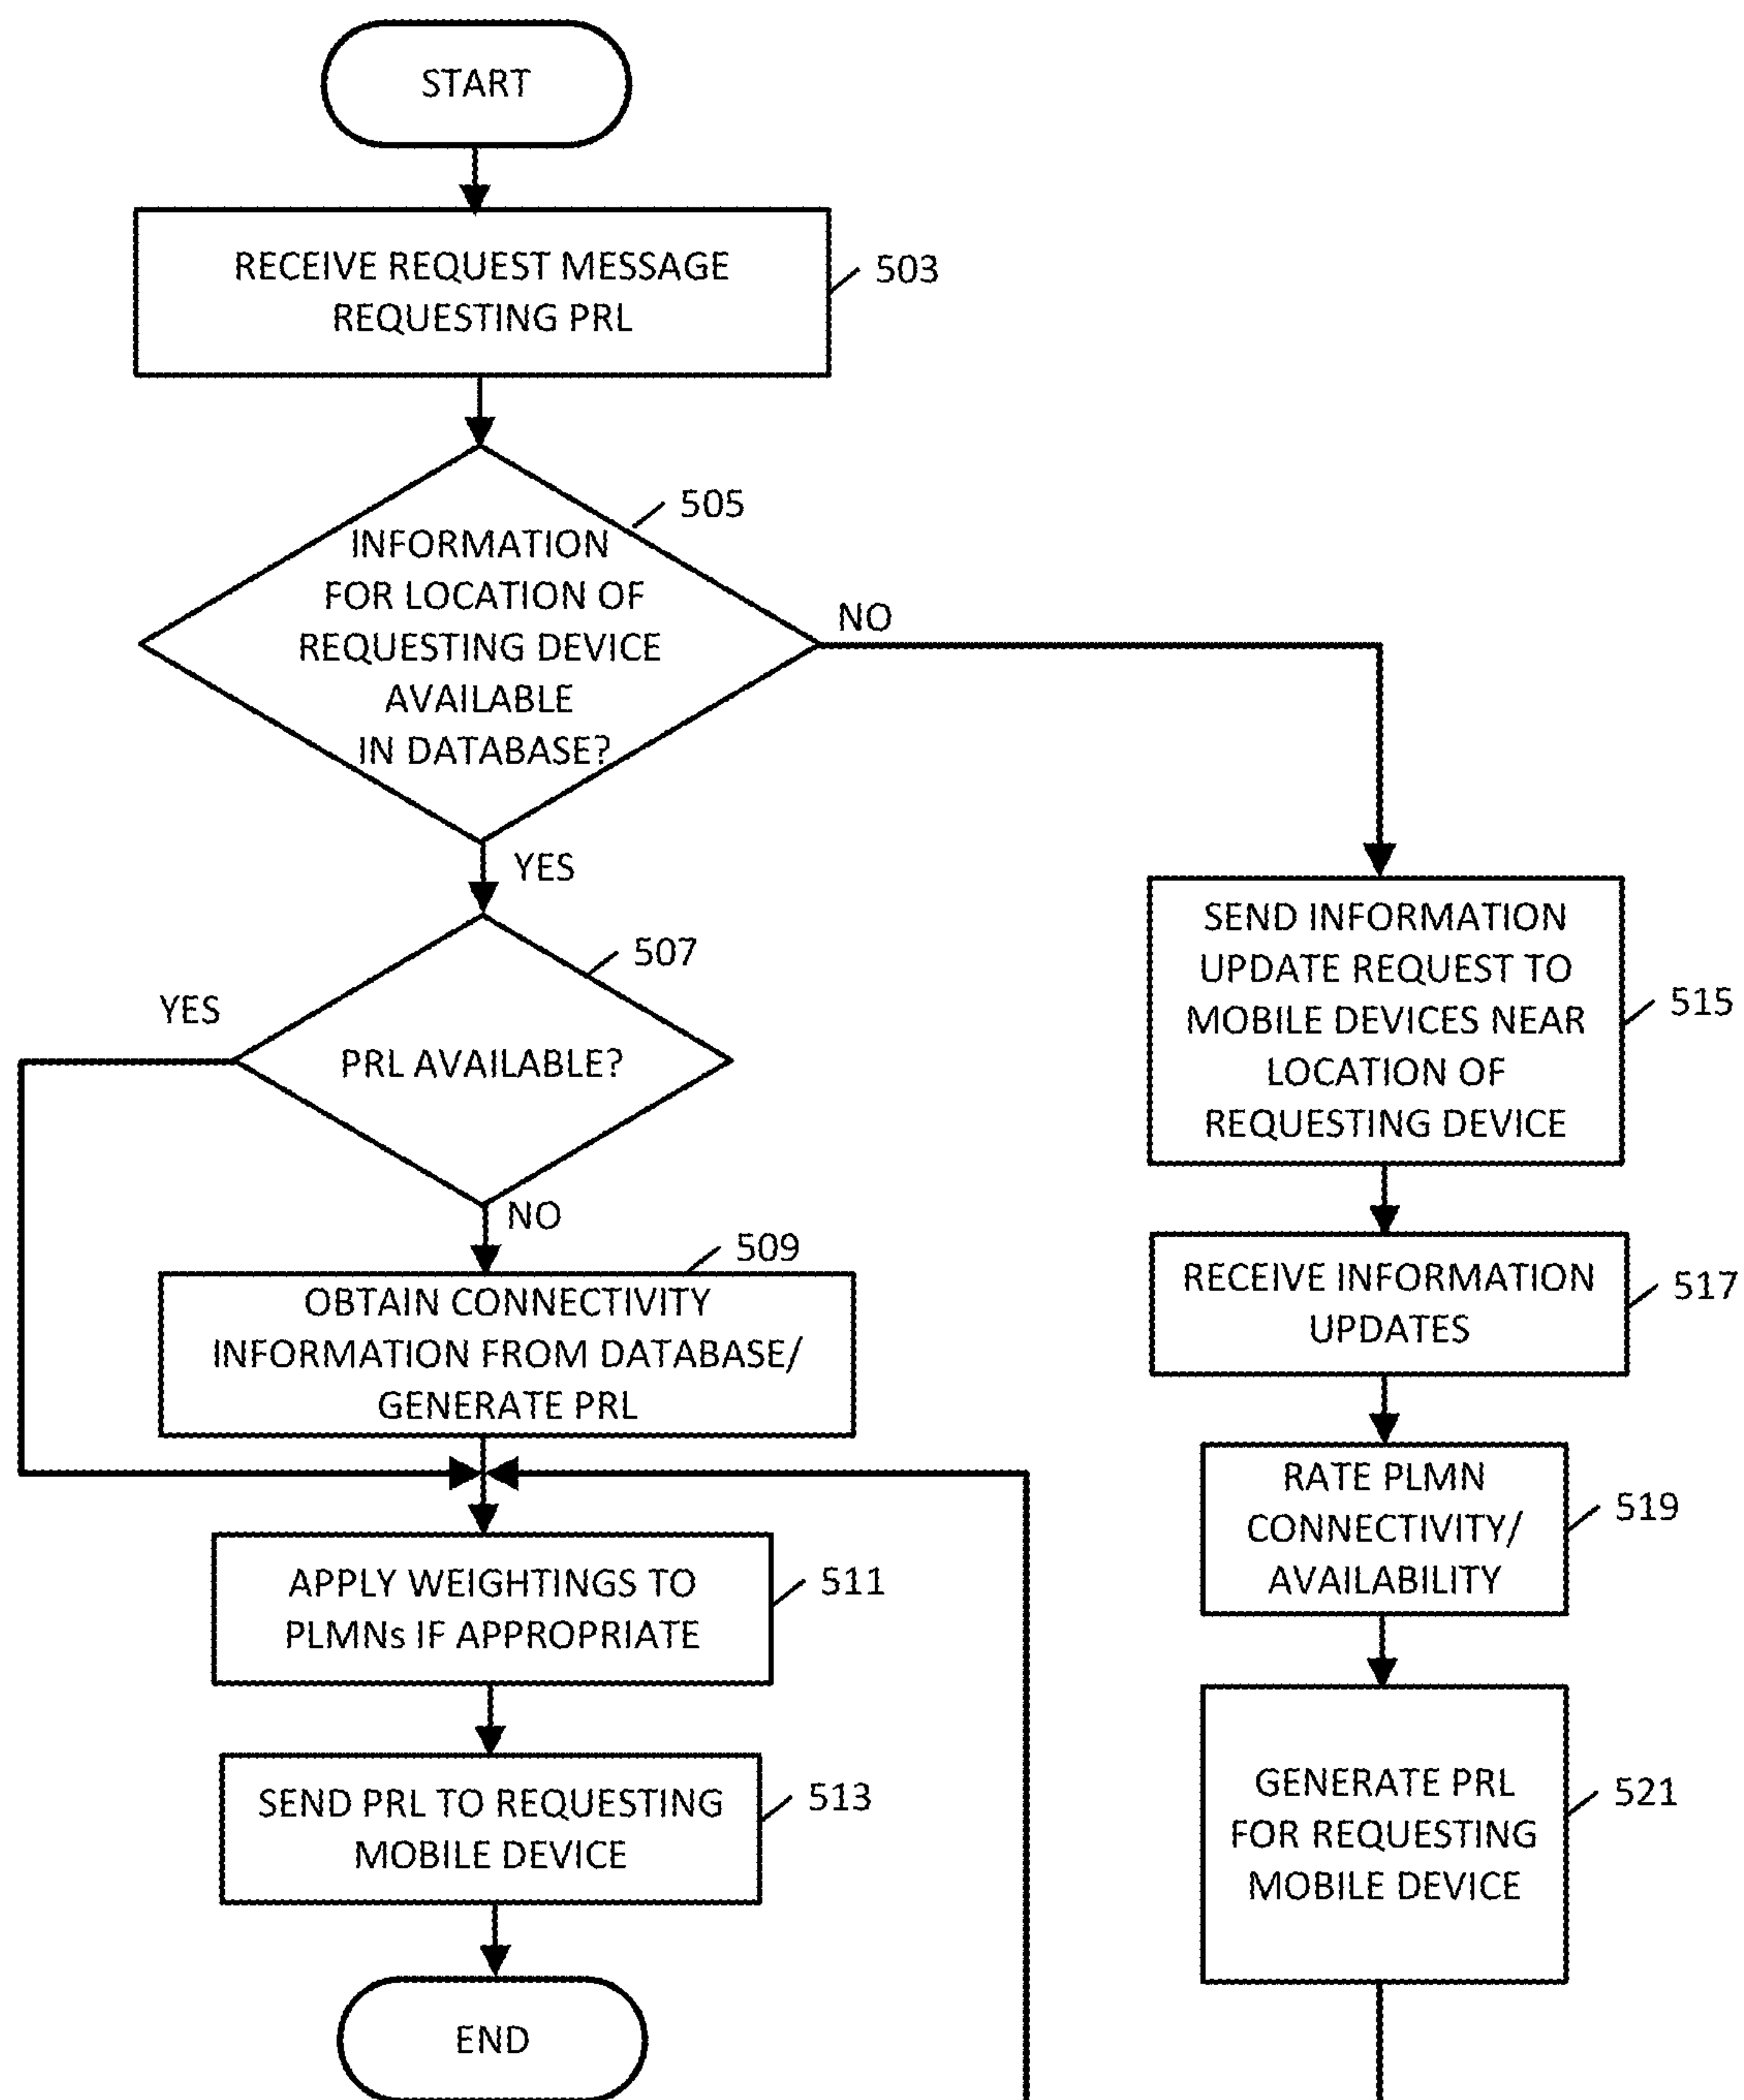 START
RECEIVE REQUEST MESSAGE
REQUESTING PRL
503
505
INFORMATION
FOR LOCATION OF
REQUESTING DEVICE
AVAILABLE
IN DATABASE?
NO
YES
507
YES
PRL AVAILABLE?
NO
509
OBTAIN CONNECTIVITY
INFORMATION FROM DATABASE/
GENERATE PRL
APPLY WEIGHTINGS TO
PLMNs IF APPROPRIATE
511
SEND PRL TO REQUESTING
MOBILE DEVICE
513
END
SEND INFORMATION
UPDATE REQUEST TO
MOBILE DEVICES NEAR
LOCATION OF
REQUESTING DEVICE
515
RECEIVE INFORMATION
UPDATES
517
RATE PLMN
CONNECTIVITY/
AVAILABILITY
519
GENERATE PRL
FOR REQUESTING
MOBILE DEVICE
521